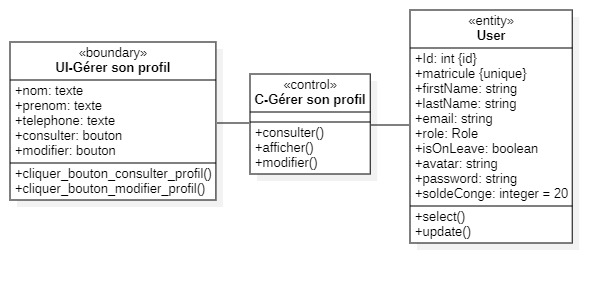 «boundary»
UI-Gérer son profil
+nom: texte
+prenom: texte
+telephone: texte
+consulter: bouton
+modifier: bouton
+cliquer_bouton_consulter_profil()
+cliquer_bouton_modifier_profil()
«control»
C-Gérer son profil
+consulter()
+afficher()
+modifier()
«entity»
User
+Id: int {id}
+matricule {unique}
+firstName: string
+lastName: string
+email: string
+role: Role
+isOnLeave: boolean
+avatar: string
+password: string
+soldeConge: integer = 20
+select()
+update()